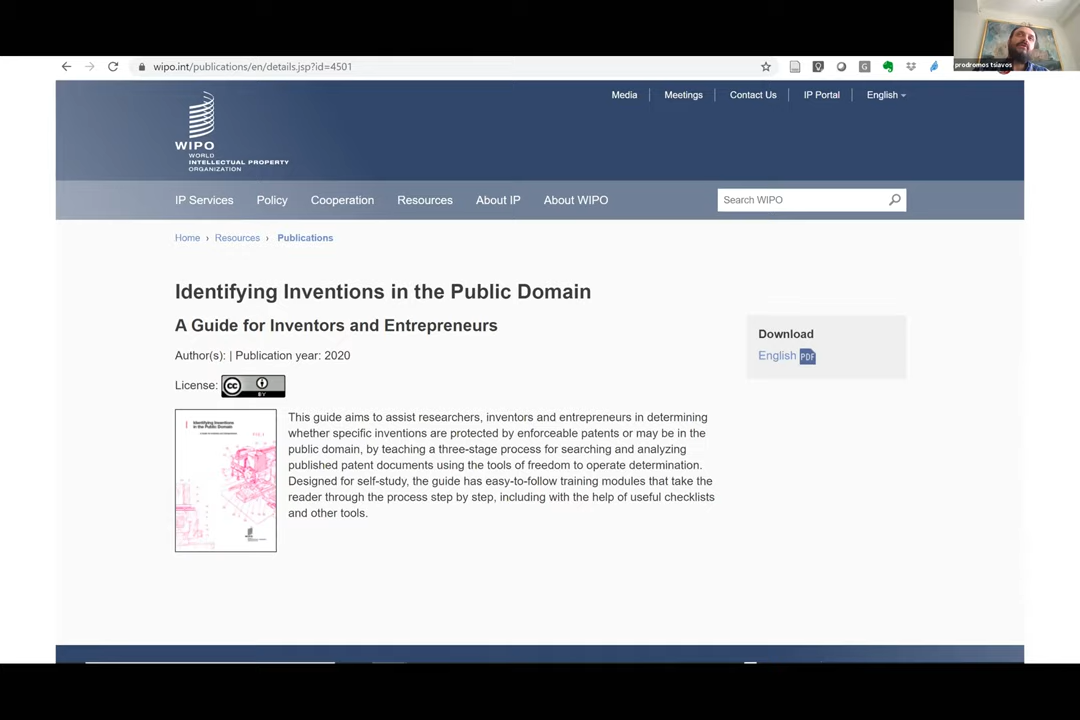 prodromos tsiavos
wipo.int/publications/en/details.jsp?id=4501
Media
Meetings
Contact Us
IP Portal
English
WIPO
WORLD
INTELLECTUAL PROPERTY
ORGANIZATION
IP Services
Policy
Cooperation
Resources
About IP
About WIPO
Search WIPO
Home › Resources › Publications
Identifying Inventions in the Public Domain
A Guide for Inventors and Entrepreneurs
Author(s): | Publication year: 2020
License: cc BY
Download
English PDF
Identifying Inventions
in the Public Domain
This guide aims to assist researchers, inventors and entrepreneurs in determining
whether specific inventions are protected by enforceable patents or may be in the
public domain, by teaching a three-stage process for searching and analyzing
published patent documents using the tools of freedom to operate determination.
Designed for self-study, the guide has easy-to-follow training modules that take the
reader through the process step by step, including with the help of useful checklists
and other tools.